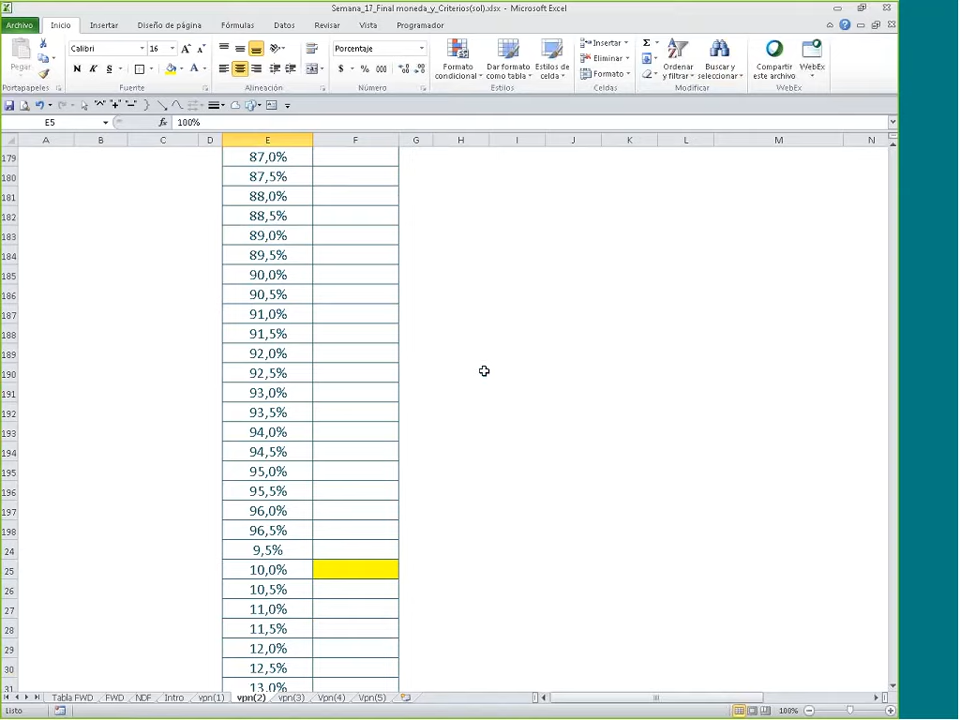 Semana_17_Final moneda_y_Criterios(sol).xlsx - Microsoft Excel
Archivo Inicio Insertar Diseño de página Fórmulas Datos Revisar Vista Programador
Pegar
Calibri 16
N K S
Porcentaje
$ % 000
Formato condicional
Dar formato como tabla
Estilos de celda
Insertar
Eliminar
Formato
Σ
Ordenar y filtrar
Buscar y seleccionar
Compartir este archivo
WebEx
Portapapeles Fuente Alineación Número Estilos Celdas Modificar WebEx
E5 fx 100%
A B C D E F G H I J K L M N
179 87,0%
180 87,5%
181 88,0%
182 88,5%
183 89,0%
184 89,5%
185 90,0%
186 90,5%
187 91,0%
188 91,5%
189 92,0%
190 92,5%
191 93,0%
192 93,5%
193 94,0%
194 94,5%
195 95,0%
196 95,5%
197 96,0%
198 96,5%
24 9,5%
25 10,0%
26 10,5%
27 11,0%
28 11,5%
29 12,0%
30 12,5%
31 13,0%
Tabla FWD FWD NDF Intro vpn(1) vpn(2) vpn(3) Vpn(4) Vpn(5)
Listo 100%